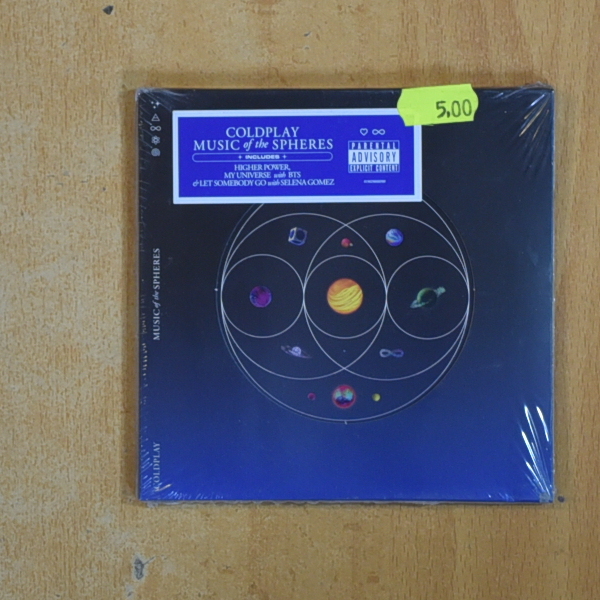 5,00
COLDPLAY
MUSIC of the SPHERES
INCLUDES
HIGHER POWER,
MY UNIVERSE with BTS
& LET SOMEBODY GO with SELENA GOMEZ
PARENTAL
ADVISORY
EXPLICIT CONTENT
MUSIC of the SPHERES
COLDPLAY